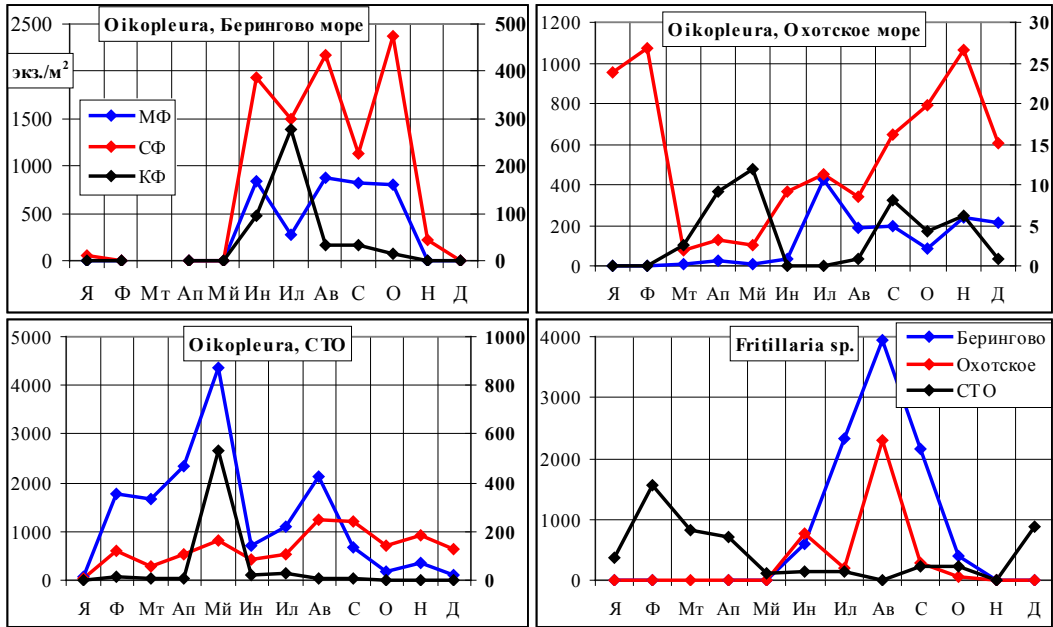 Oikopleura, Берингово море
экз./м²
МФ
СФ
КФ
2500
2000
1500
1000
500
0
500
400
300
200
100
0
Я Ф Мт Ап Мй Ин Ил Ав С О Н Д
Oikopleura, Охотское море
1200
1000
800
600
400
200
0
30
25
20
15
10
5
0
Я Ф Мт Ап Мй Ин Ил Ав С О Н Д
Oikopleura, СТО
5000
4000
3000
2000
1000
0
1000
800
600
400
200
0
Я Ф Мт Ап Мй Ин Ил Ав С О Н Д
Fritillaria sp.
Берингово
Охотское
СТО
4000
3000
2000
1000
0
Я Ф Мт Ап Мй Ин Ил Ав С О Н Д